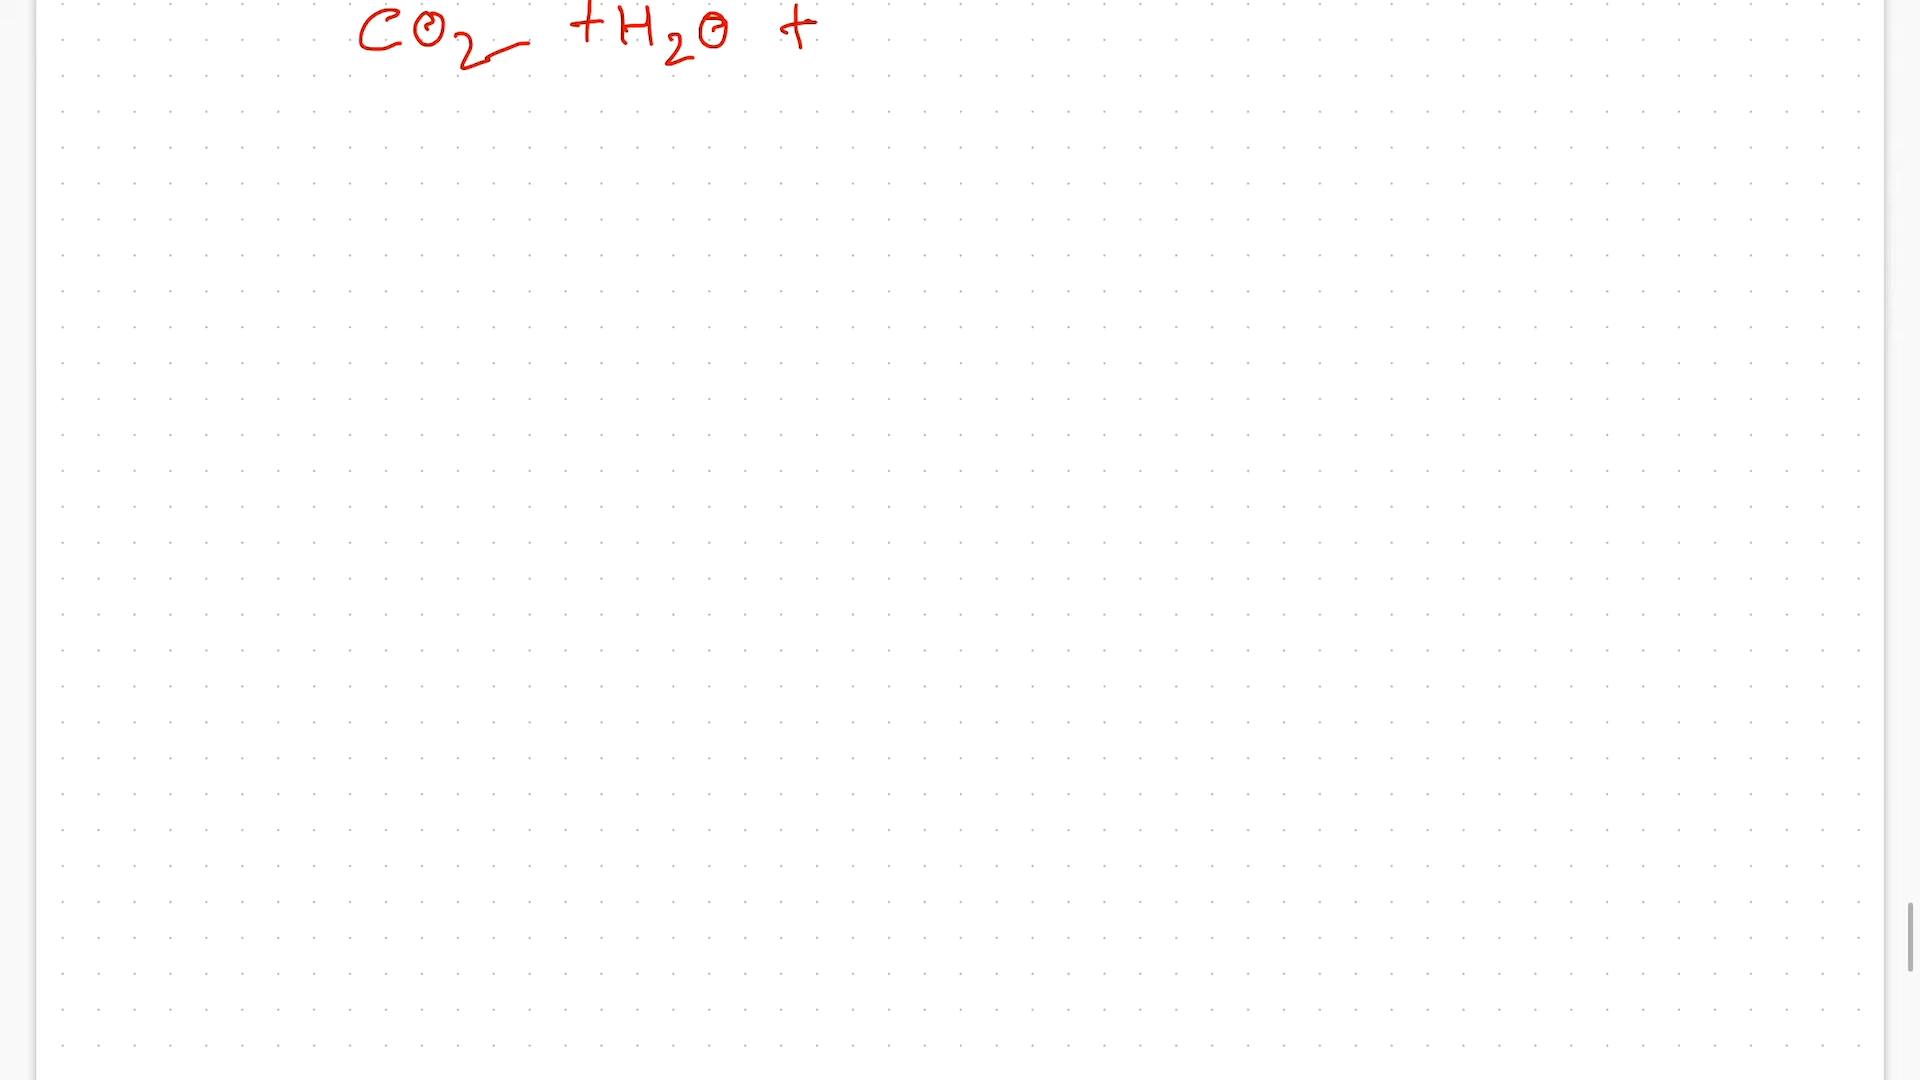 CO₂ + H₂O +